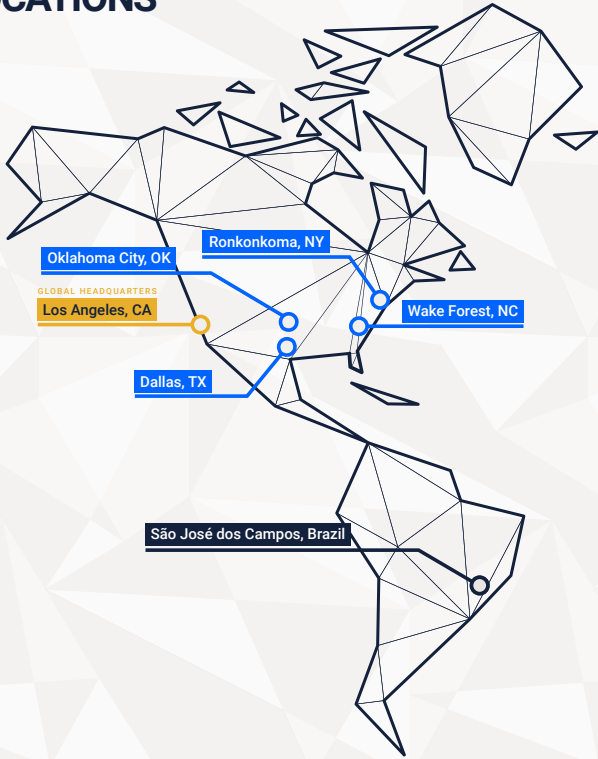 Ronkonkoma, NY
Oklahoma City, OK
GLOBAL HEADQUARTERS
Los Angeles, CA
Wake Forest, NC
Dallas, TX
São José dos Campos, Brazil